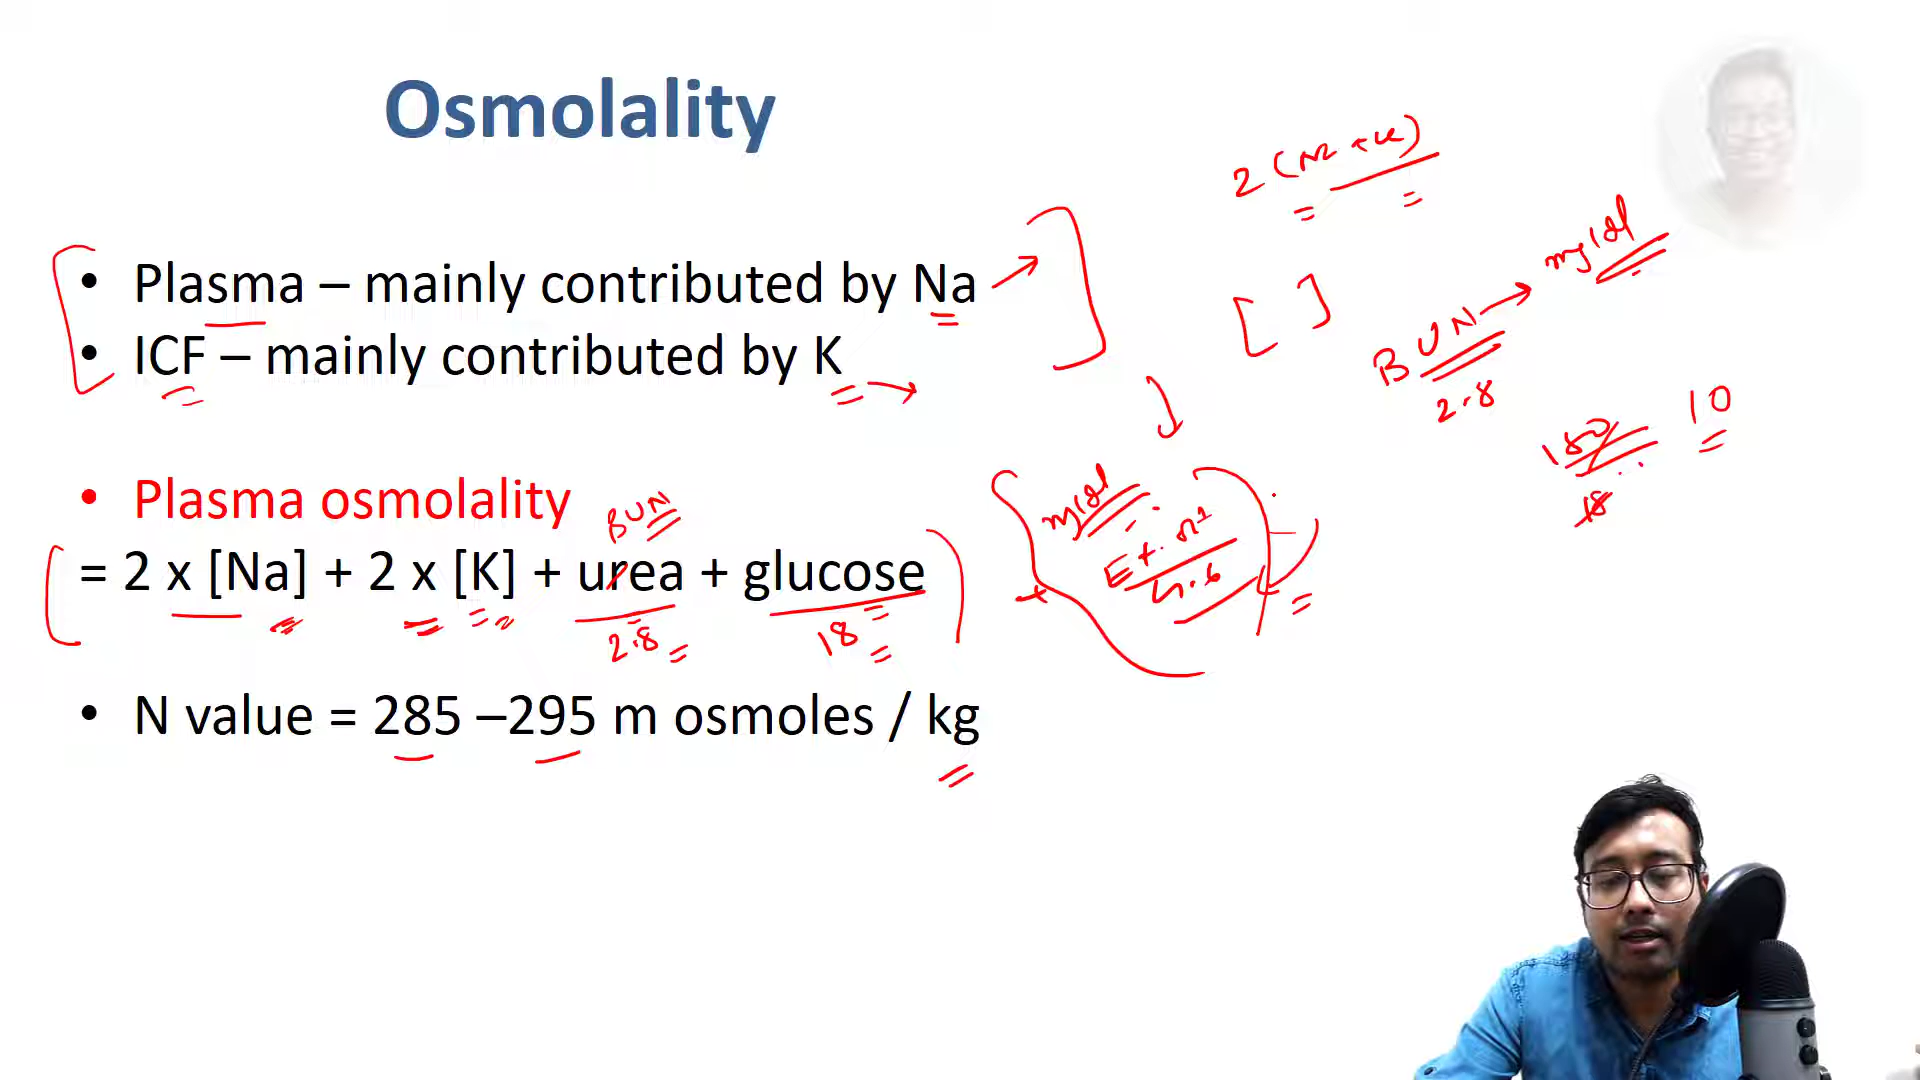 Osmolality
2 (Na + K)
• Plasma – mainly contributed by Na
mg/dl
[ ]
BUN →
• ICF – mainly contributed by K
2.8
180/ 10
18
• Plasma osmolality
BUN
mg/dl
= 2 x [Na] + 2 x [K] + urea + glucose
+
4.6
2.8
18
• N value = 285 –295 m osmoles / kg